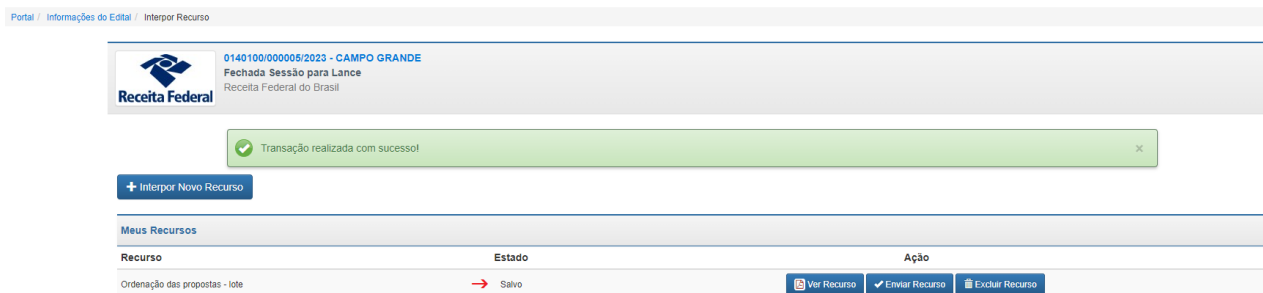 Portal / Informações do Edital / Interpor Recurso
0140100/000005/2023 - CAMPO GRANDE
Fechada Sessão para Lance
Receita Federal do Brasil
Receita Federal
Transação realizada com sucesso! ×
+ Interpor Novo Recurso
Meus Recursos
Recurso Estado Ação
Ordenação das propostas - lote → Salvo Ver Recurso Enviar Recurso Excluir Recurso